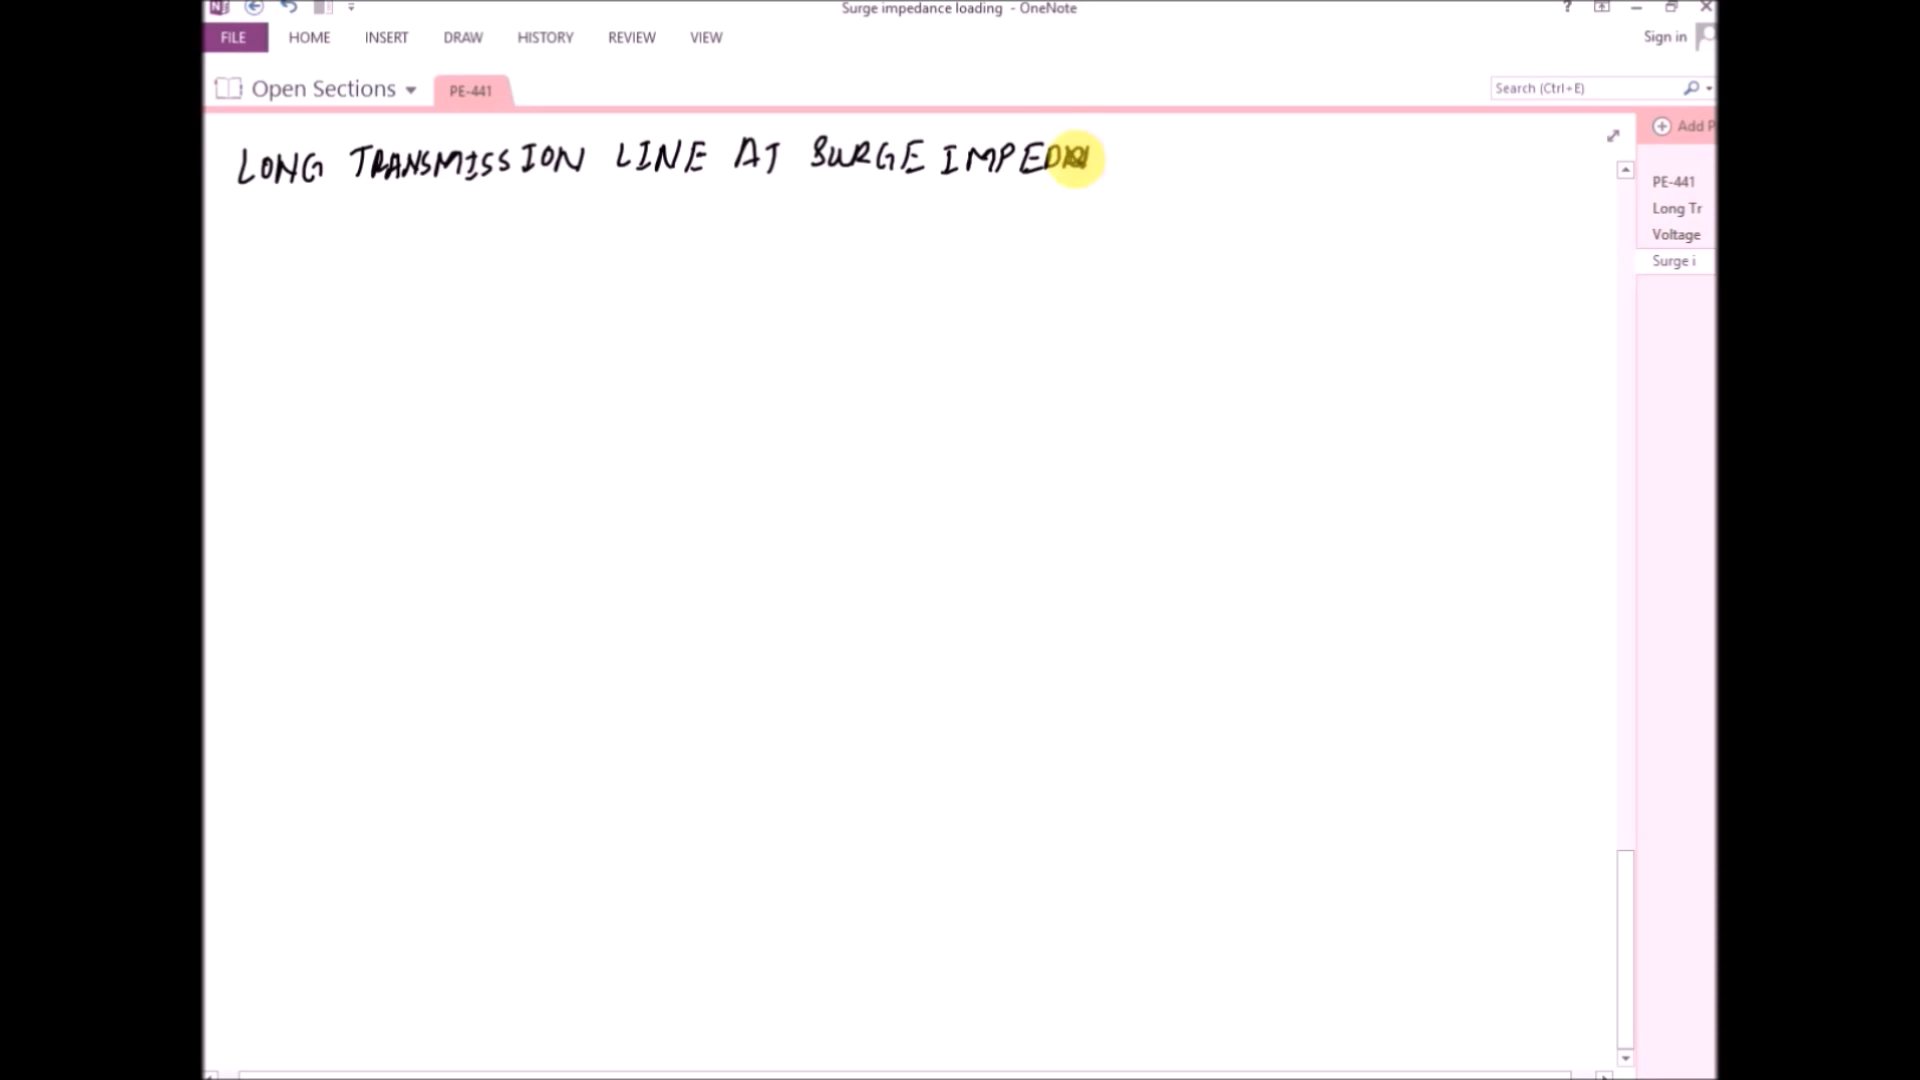 Surge impedance loading - OneNote
FILE HOME INSERT DRAW HISTORY REVIEW VIEW
Sign in
Open Sections
PE-441
Search (Ctrl+E)
Add P
LONG TRANSMISSION LINE AT SURGE IMPEDAN
PE-441
Long Tr
Voltage
Surge i